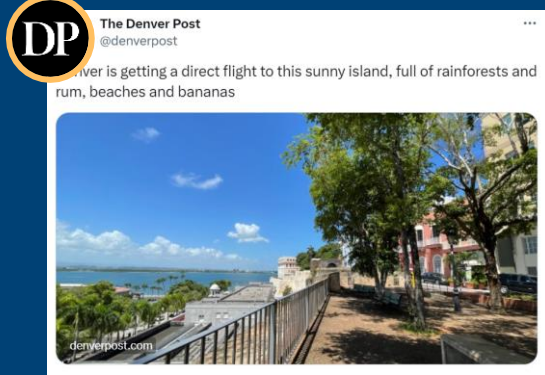 DP
The Denver Post
@denverpost
nver is getting a direct flight to this sunny island, full of rainforests and
rum, beaches and bananas
denverpost.com